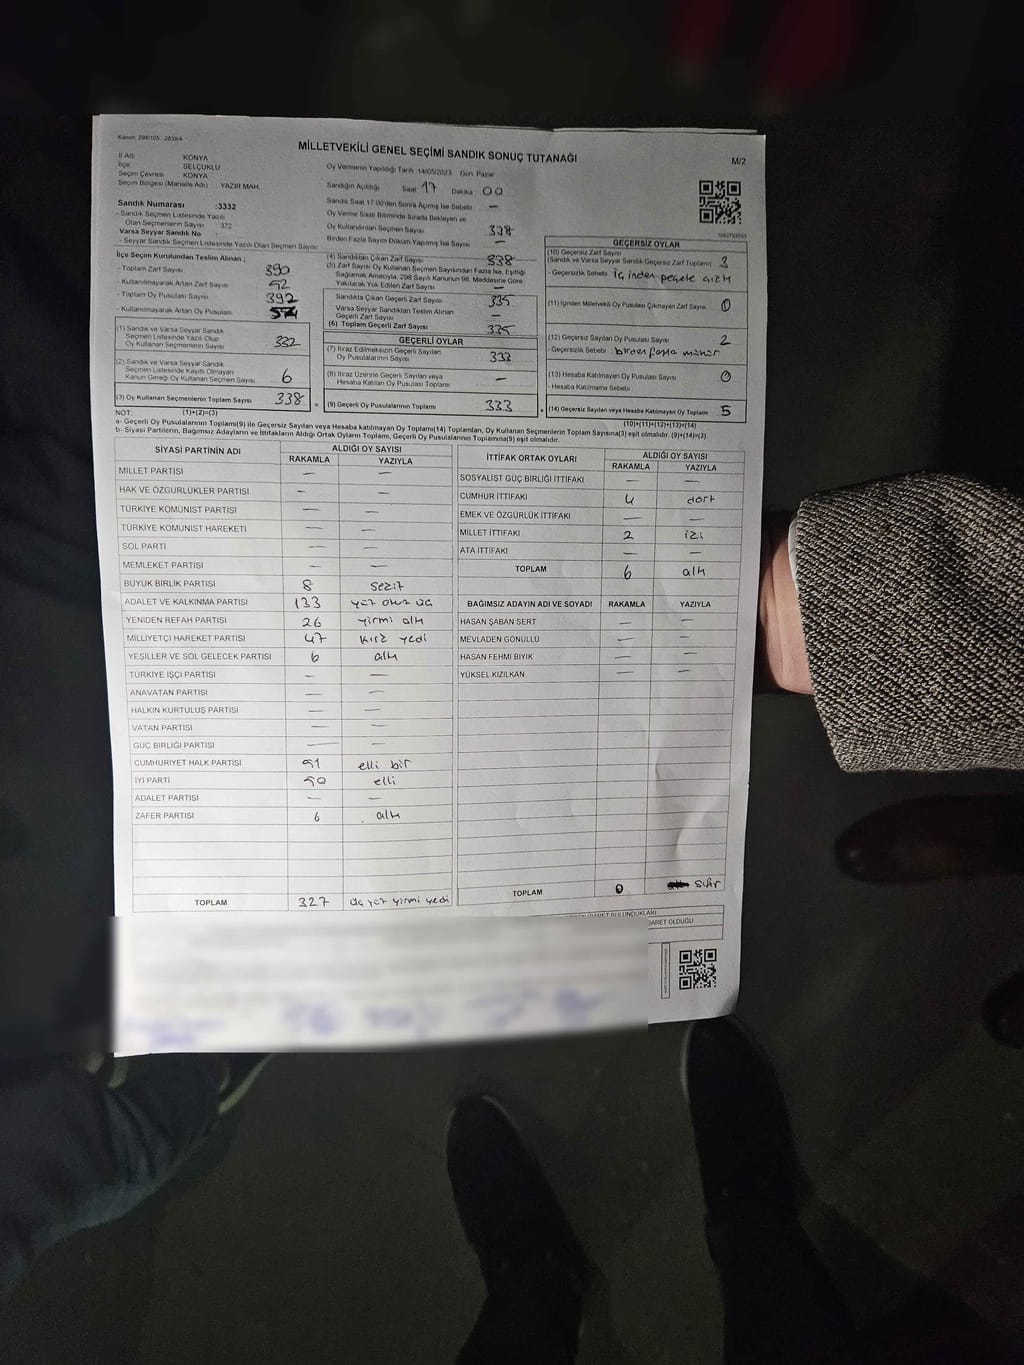 Kanun, 298/105 , 2839/4
MİLLETVEKİLİ GENEL SEÇİMİ SANDIK SONUÇ TUTANAĞI
M/2
İl Adı : KONYA
İlçe : SELÇUKLU
Seçim Çevresi : KONYA
Seçim Bölgesi (Mahalle Adı) : YAZIR MAH.
Sandık Numarası : 3332
- Sandık Seçmen Listesinde Yazılı
Olan Seçmenlerin Sayısı : 372
Varsa Seyyar Sandık No :
- Seyyar Sandık Seçmen Listesinde Yazılı Olan Seçmen Sayısı:
Oy Vermenin Yapıldığı Tarih : 14/05/2023 Gün: Pazar
Sandığın Açıldığı Saat 17 Dakika 00
Sandık Saat 17.00'den Sonra Açılmış İse Sebebi —
Oy Verme Saati Bitiminde Sırada Bekleyen ve
Oy Kullandırılan Seçmen Sayısı 338
Birden Fazla Sayım Döküm Yapılmış İse Sayısı —
İlçe Seçim Kurulundan Teslim Alınan ;
- Toplam Zarf Sayısı 390
- Kullanılmayarak Artan Zarf Sayısı 52
- Toplam Oy Pusulası Sayısı 392
- Kullanılmayarak Artan Oy Pusulası 54
(1) Sandık ve Varsa Seyyar Sandık
Seçmen Listesinde Yazılı Olup
Oy Kullanan Seçmenlerin Sayısı 332
(2) Sandık ve Varsa Seyyar Sandık
Seçmen Listesinde Kayıtlı Olmayan
Kanun Gereği Oy Kullanan Seçmen Sayısı 6
(3) Oy Kullanan Seçmenlerin Toplam Sayısı 338
(4) Sandıktan Çıkan Zarf Sayısı 338
(5) Zarf Sayısı Oy Kullanan Seçmen Sayısından Fazla İse, Eşitliği
Sağlamak Amacıyla, 298 Sayılı Kanunun 98. Maddesine Göre
Yakılarak Yok Edilen Zarf Sayısı —
Sandıkta Çıkan Geçerli Zarf Sayısı 335
Varsa Seyyar Sandıktan Teslim Alınan
Geçerli Zarf Sayısı —
(6) Toplam Geçerli Zarf Sayısı 335
GEÇERLİ OYLAR
(7) İtiraz Edilmeksizin Geçerli Sayılan
Oy Pusulalarının Sayısı 333
(8) İtiraz Üzerine Geçerli Sayılan veya
Hesaba Katılan Oy Pusulası Toplamı —
= (9) Geçerli Oy Pusulalarının Toplamı 333
GEÇERSİZ OYLAR
(10) Geçersiz Zarf Sayısı
(Sandık ve Varsa Seyyar Sandık Geçersiz Zarf Toplamı) 3
- Geçersizlik Sebebi
(11) İçinden Milletvekili Oy Pusulası Çıkmayan Zarf Sayısı 0
(12) Geçersiz Sayılan Oy Pusulası Sayısı 2
- Geçersizlik Sebebi birden fazla mühür
(13) Hesaba Katılmayan Oy Pusulası Sayısı 0
- Hesaba Katılmama Sebebi
+ (14) Geçersiz Sayılan veya Hesaba Katılmayan Oy Toplamı 5
NOT: (1)+(2)=(3) (10)+(11)+(12)+(13)=(14)
a- Geçerli Oy Pusulalarının Toplamı(9) ile Geçersiz Sayılan veya Hesaba katılmayan Oy Toplamı(14) Toplamları, Oy Kullanan Seçmenlerin Toplam Sayısına(3) eşit olmalıdır. (9)+(14)=(3)
b- Siyasi Partilerin, Bağımsız Adayların ve İttifakların Aldığı Ortak Oyların Toplamı, Geçerli Oy Pusulalarının Toplamına(9) eşit olmalıdır.
SİYASİ PARTİNİN ADI ALDIĞI OY SAYISI
RAKAMLA YAZIYLA
MİLLET PARTİSI — —
HAK VE ÖZGÜRLÜKLER PARTİSI — —
TÜRKİYE KOMÜNİST PARTİSI — —
TÜRKİYE KOMÜNİST HAREKETİ — —
SOL PARTİ — —
MEMLEKET PARTİSI — —
BÜYÜK BİRLİK PARTİSI 8 sekiz
ADALET VE KALKINMA PARTİSI 133 yüz otuz üç
YENİDEN REFAH PARTİSI 26 yirmi altı
MİLLİYETÇİ HAREKET PARTİSI 47 kırk yedi
YEŞİLLER VE SOL GELECEK PARTİSI 6 altı
TÜRKİYE İŞÇİ PARTİSI — —
ANAVATAN PARTİSI — —
HALKIN KURTULUŞ PARTİSI — —
VATAN PARTİSI — —
GÜÇ BİRLİĞİ PARTİSI — —
CUMHURİYET HALK PARTİSI 51 elli bir
İYİ PARTİ 50 elli
ADALET PARTİSI — —
ZAFER PARTİSI 6 altı
TOPLAM 327 üç yüz yirmi yedi
İTTİFAK ORTAK OYLARI ALDIĞI OY SAYISI
RAKAMLA YAZIYLA
SOSYALİST GÜÇ BİRLİĞİ İTTİFAKI — —
CUMHUR İTTİFAKI 4 dört
EMEK VE ÖZGÜRLÜK İTTİFAKI — —
MİLLET İTTİFAKI 2 iki
ATA İTTİFAKI — —
TOPLAM 6 altı
BAĞIMSIZ ADAYIN ADI VE SOYADI RAKAMLA YAZIYLA
HASAN ŞABAN SERT — —
MEVLADEN GÖNÜLLÜ — —
HASAN FEHMİ BIYIK — —
YÜKSEL KIZILKAN — —
TOPLAM 0 sıfır